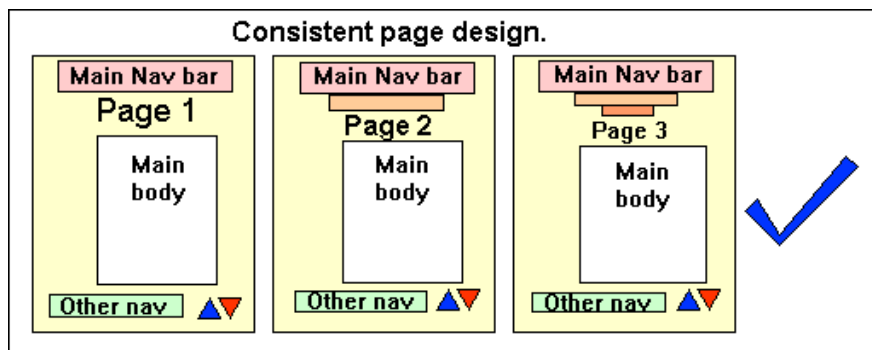 Consistent page design.
Main Nav bar
Page 1
Main
body
Other nav
Main Nav bar
Page 2
Main
body
Other nav
Main Nav bar
Page 3
Main
body
Other nav